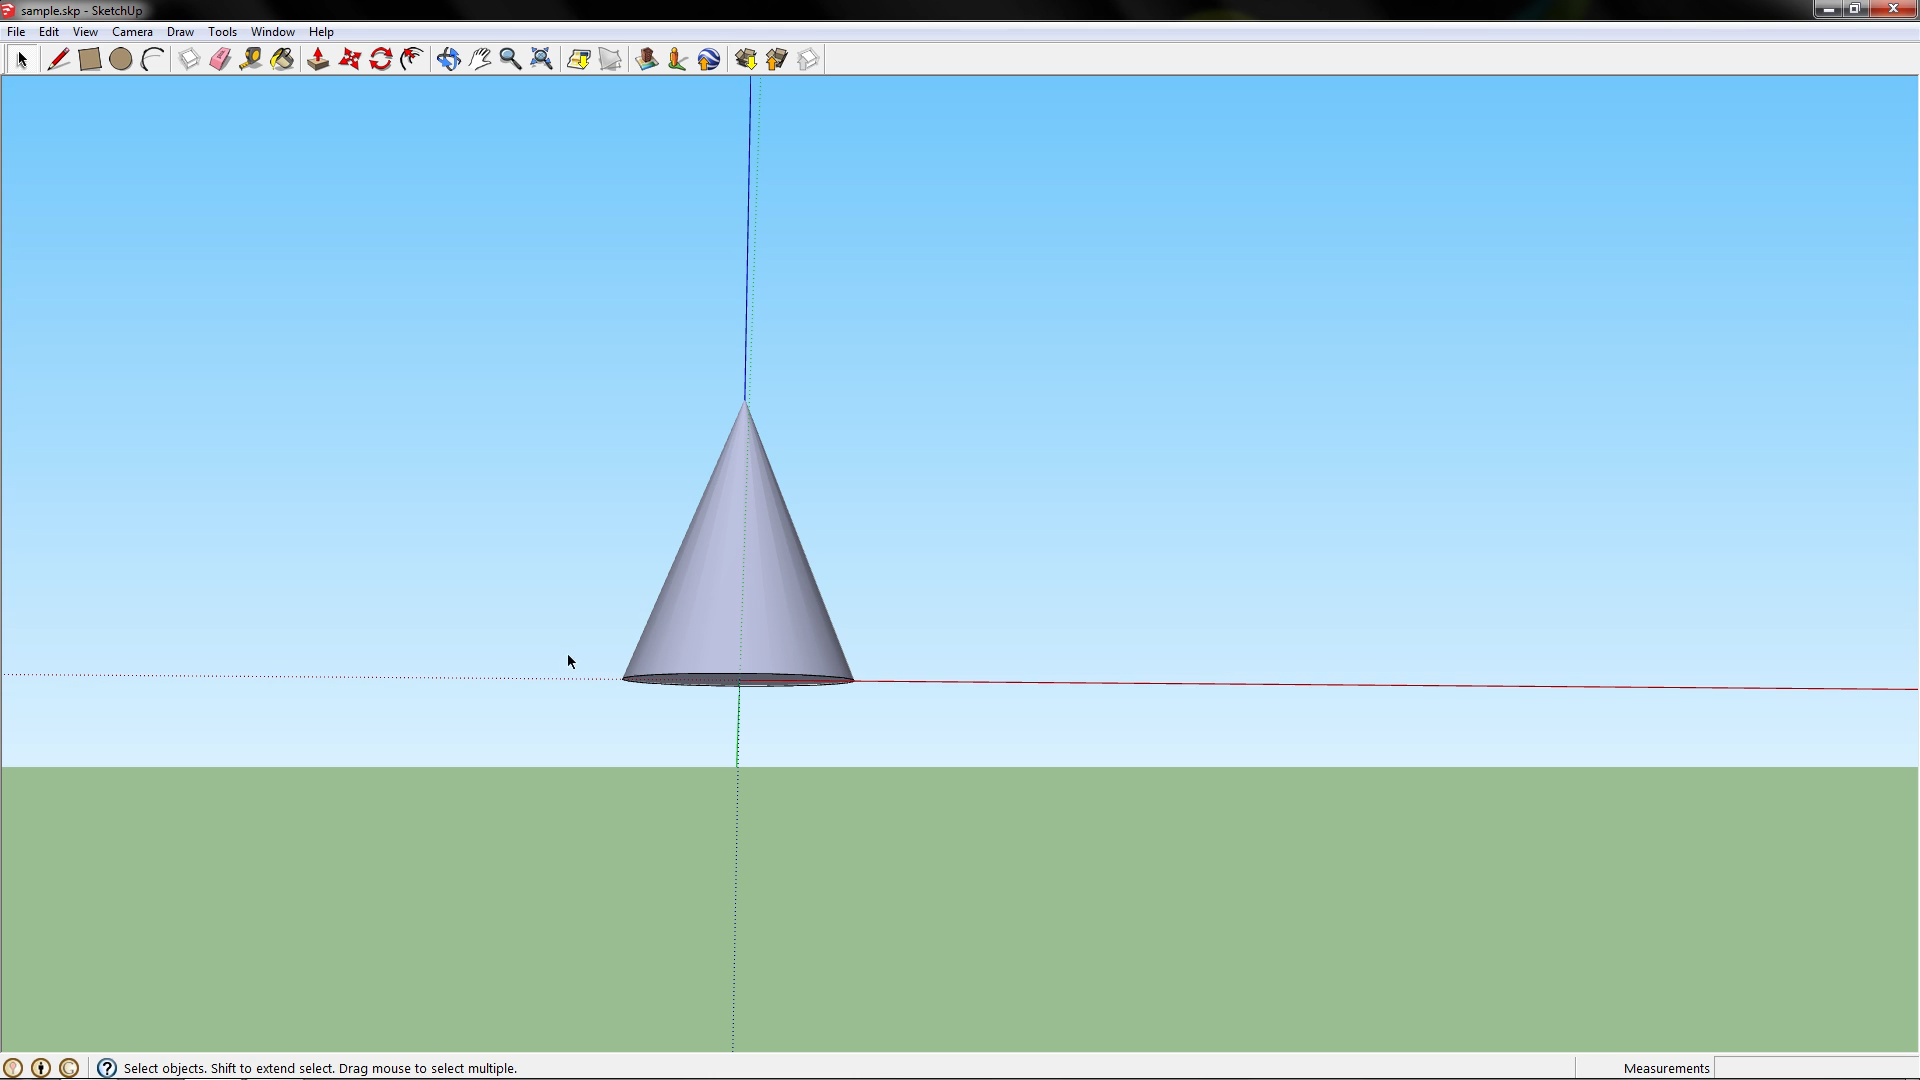 sample.skp - SketchUp
File Edit View Camera Draw Tools Window Help
Select objects. Shift to extend select. Drag mouse to select multiple.
Measurements